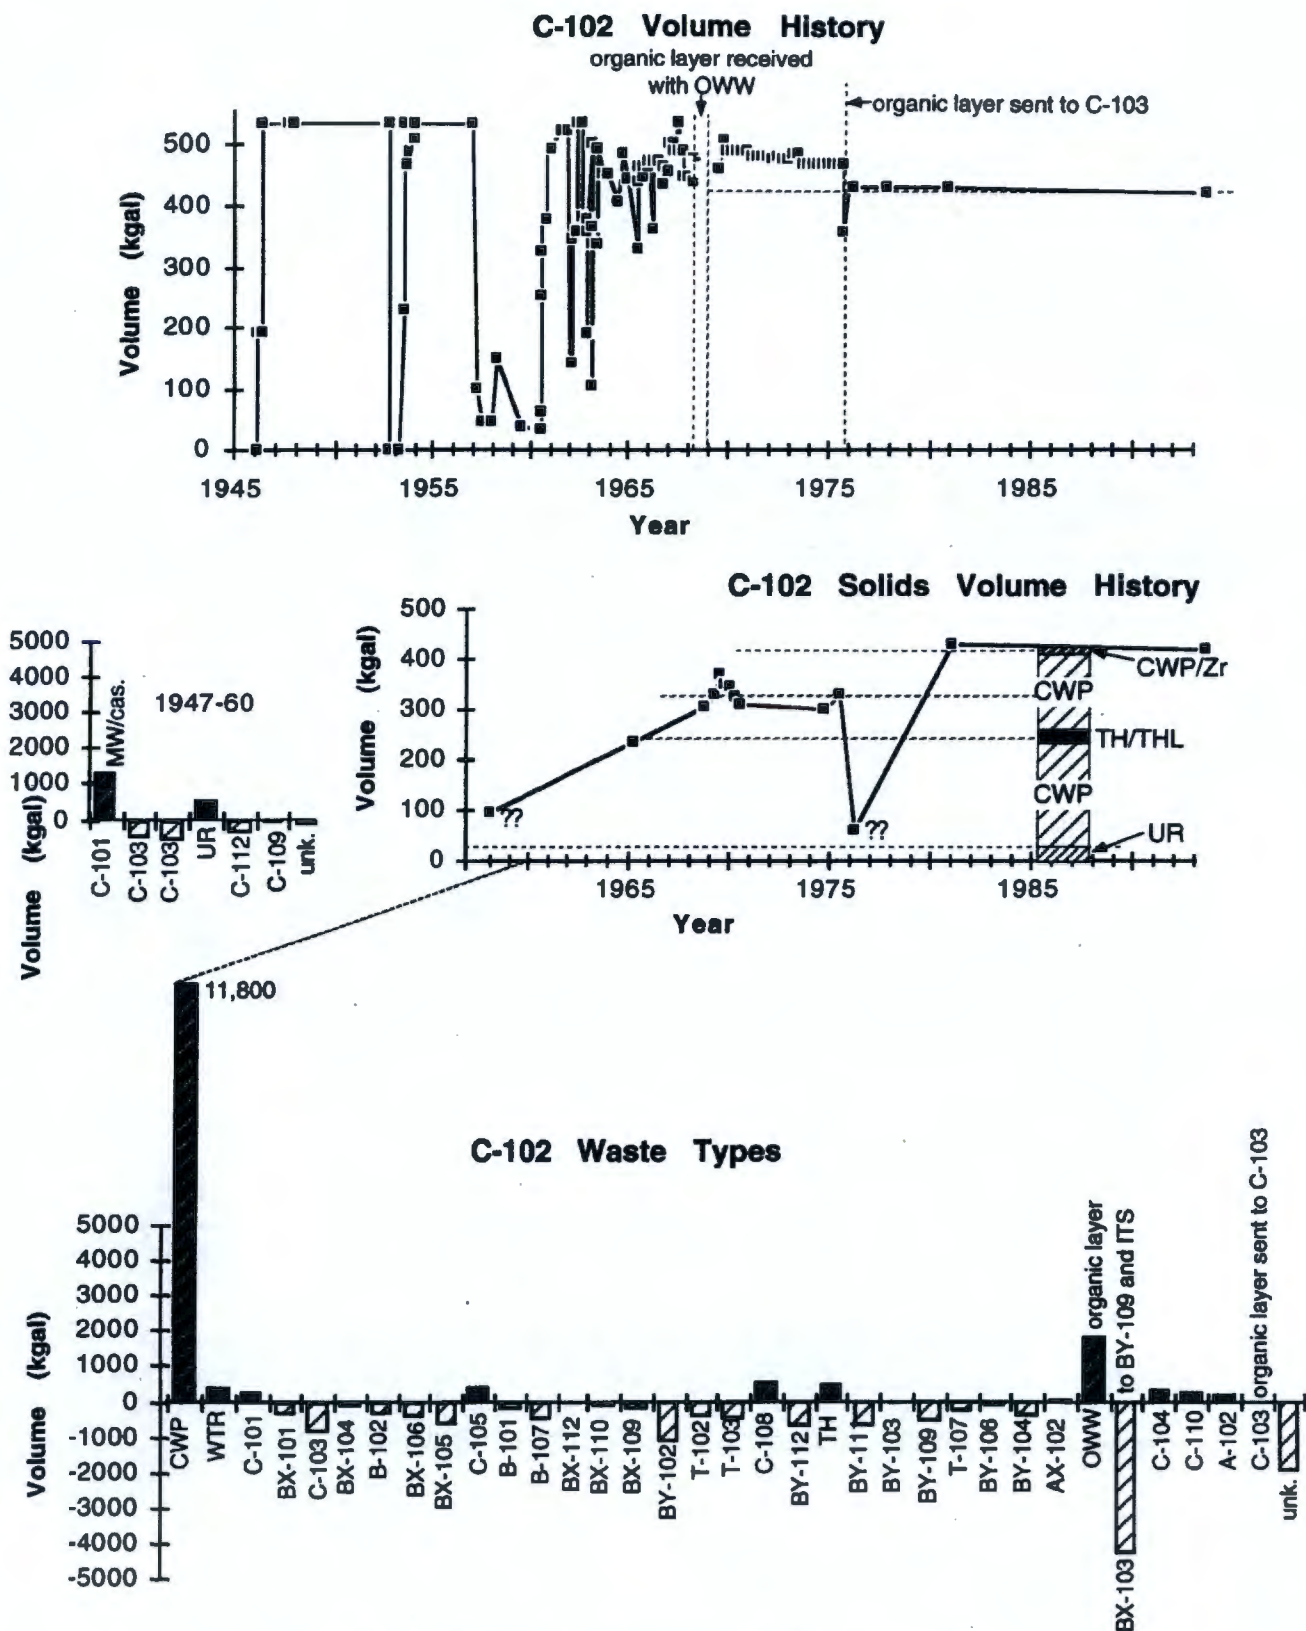 C-102 Volume History
organic layer received
with OWW
organic layer sent to C-103
Volume (kgal)
500
400
300
200
100
0
1945
1955
1965
1975
1985
Year
C-102 Solids Volume History
Volume (kgal)
500
400
300
200
100
0
??
??
CWP/Zr
CWP
TH/THL
CWP
UR
1965
1975
1985
Year
Volume (kgal)
5000
4000
3000
2000
1000
0
1947-60
MW/cas.
C-101
C-103
C-103
UR
C-112
C-109
unk.
11,800
C-102 Waste Types
Volume (kgal)
5000
4000
3000
2000
1000
0
-1000
-2000
-3000
-4000
-5000
CWP
WTR
C-101
BX-101
C-103
BX-104
B-102
BX-106
BX-105
C-105
B-101
B-107
BX-112
BX-110
BX-109
BY-102
T-102
T-103
C-108
BY-112
TH
BY-111
BY-103
BY-109
T-107
BY-106
BY-104
AX-102
OWW
organic layer
BX-103
to BY-109 and ITS
C-104
C-110
A-102
C-103
organic layer sent to C-103
unk.